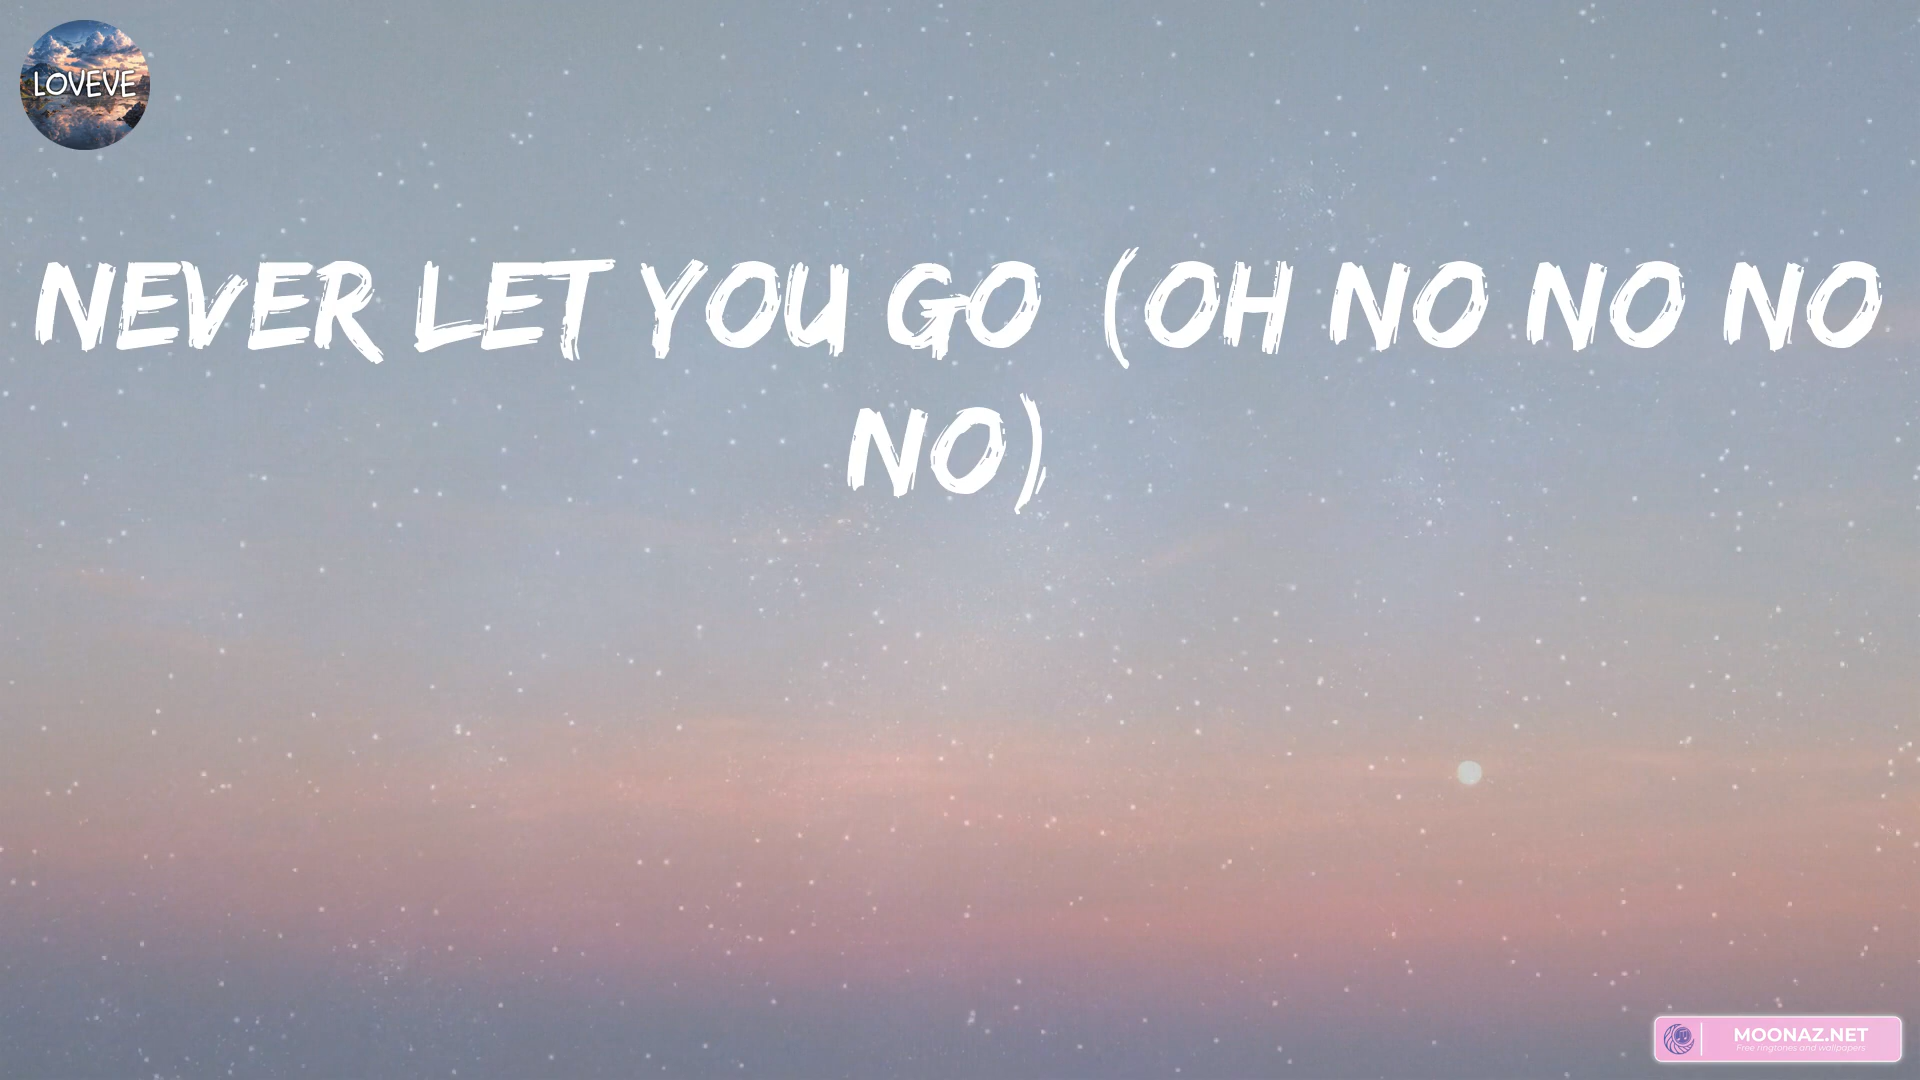 LOVEVE
NEVER LET YOU GO (OH NO NO NO
NO)
MOONAZ.NET
Free ringtones and wallpapers